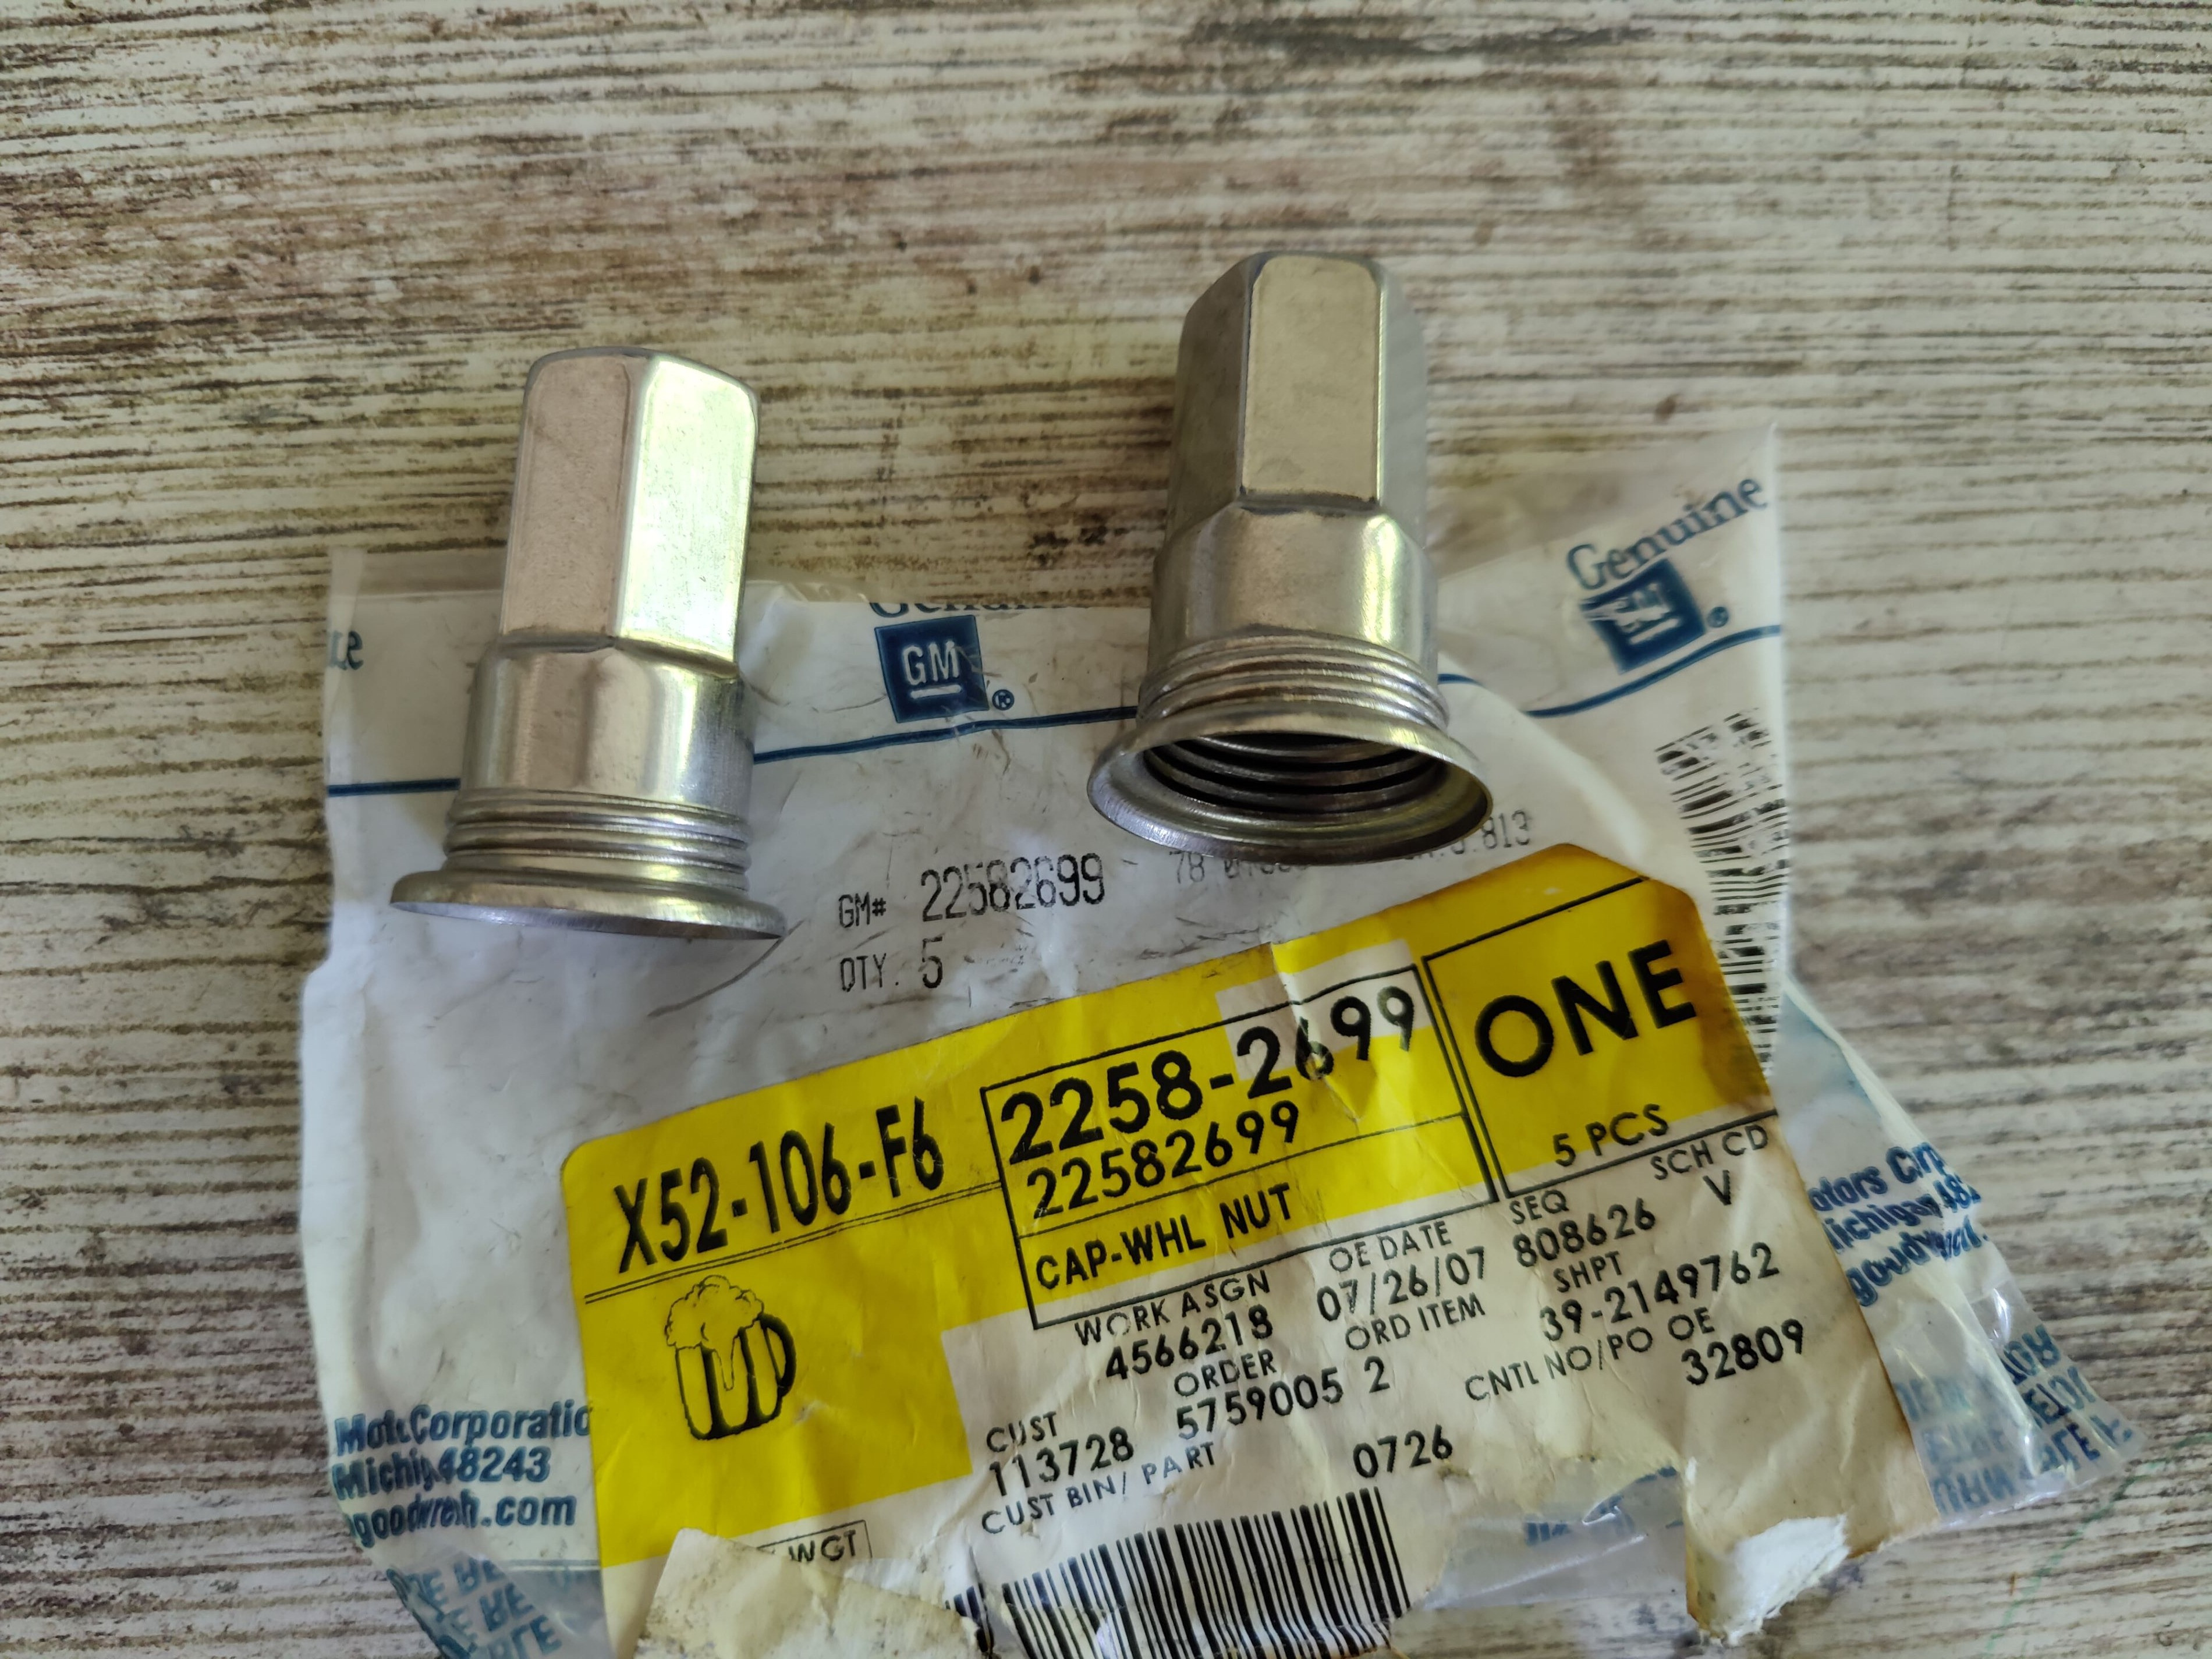 Genuine
GM
®
Genuine
GM
®
GM# 22582699
QTY. 5
ONE
5 PCS
X52-106-F6
2258-2699
22582699
CAP-WHL NUT
WORK ASGN
4566218
OE DATE
07/26/07
SEQ
808626
SCH CD
V
ORDER
5759005
ORD ITEM
2
SHPT
39-2149762
CNTL NO/PO OE
32809
CUST
113728
CUST BIN/ PART
0726
WGT
48243
.com